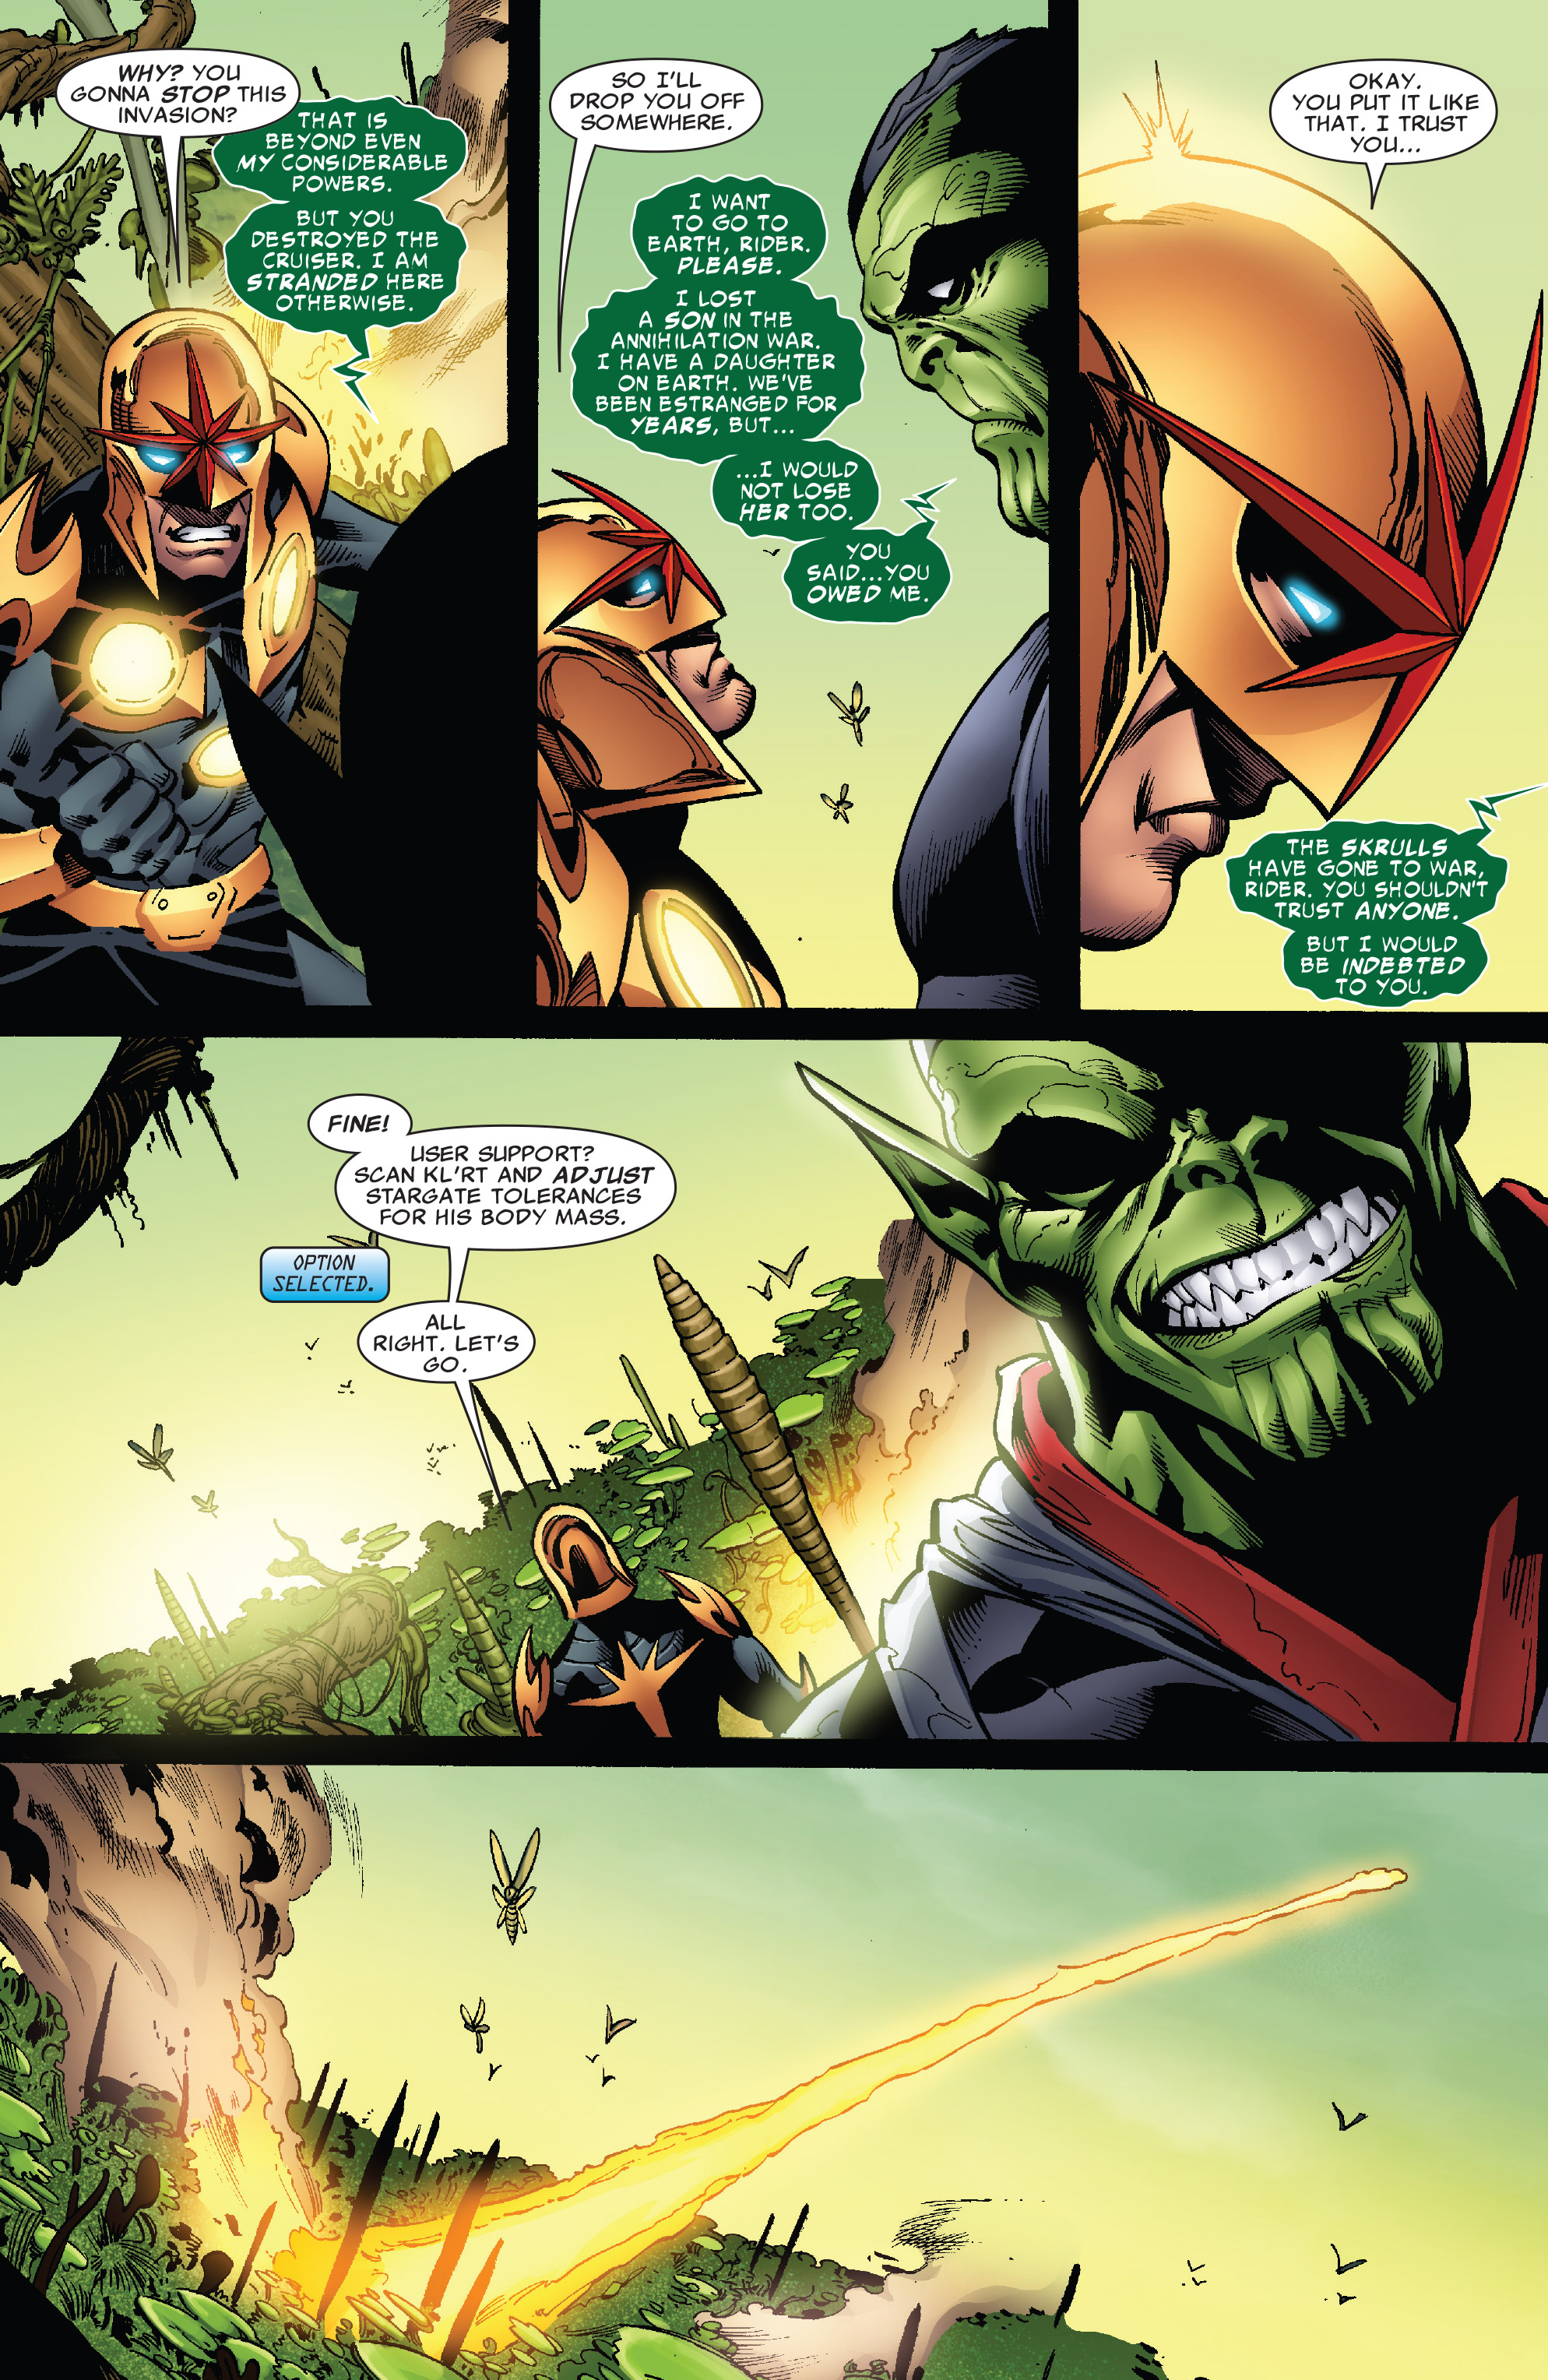 WHY? YOU
GONNA STOP THIS
INVASION?
THAT IS
BEYOND EVEN
MY CONSIDERABLE
POWERS.
BUT YOU
DESTROYED THE
CRUISER. I AM
STRANDED HERE
OTHERWISE.
SO I'LL
DROP YOU OFF
SOMEWHERE.
I WANT
TO GO TO
EARTH, RIDER.
PLEASE.
I LOST
A SON IN THE
ANNIHILATION WAR.
I HAVE A DAUGHTER
ON EARTH. WE'VE
BEEN ESTRANGED FOR
YEARS, BUT...
...I WOULD
NOT LOSE
HER TOO.
YOU
SAID...YOU
OWED ME.
OKAY.
YOU PUT IT LIKE
THAT. I TRUST
YOU...
THE SKRULLS
HAVE GONE TO WAR,
RIDER. YOU SHOULDN'T
TRUST ANYONE.
BUT I WOULD
BE INDEBTED
TO YOU.
FINE!
USER SUPPORT?
SCAN KL'RT AND ADJUST
STARGATE TOLERANCES
FOR HIS BODY MASS.
OPTION
SELECTED.
ALL
RIGHT. LET'S
GO.